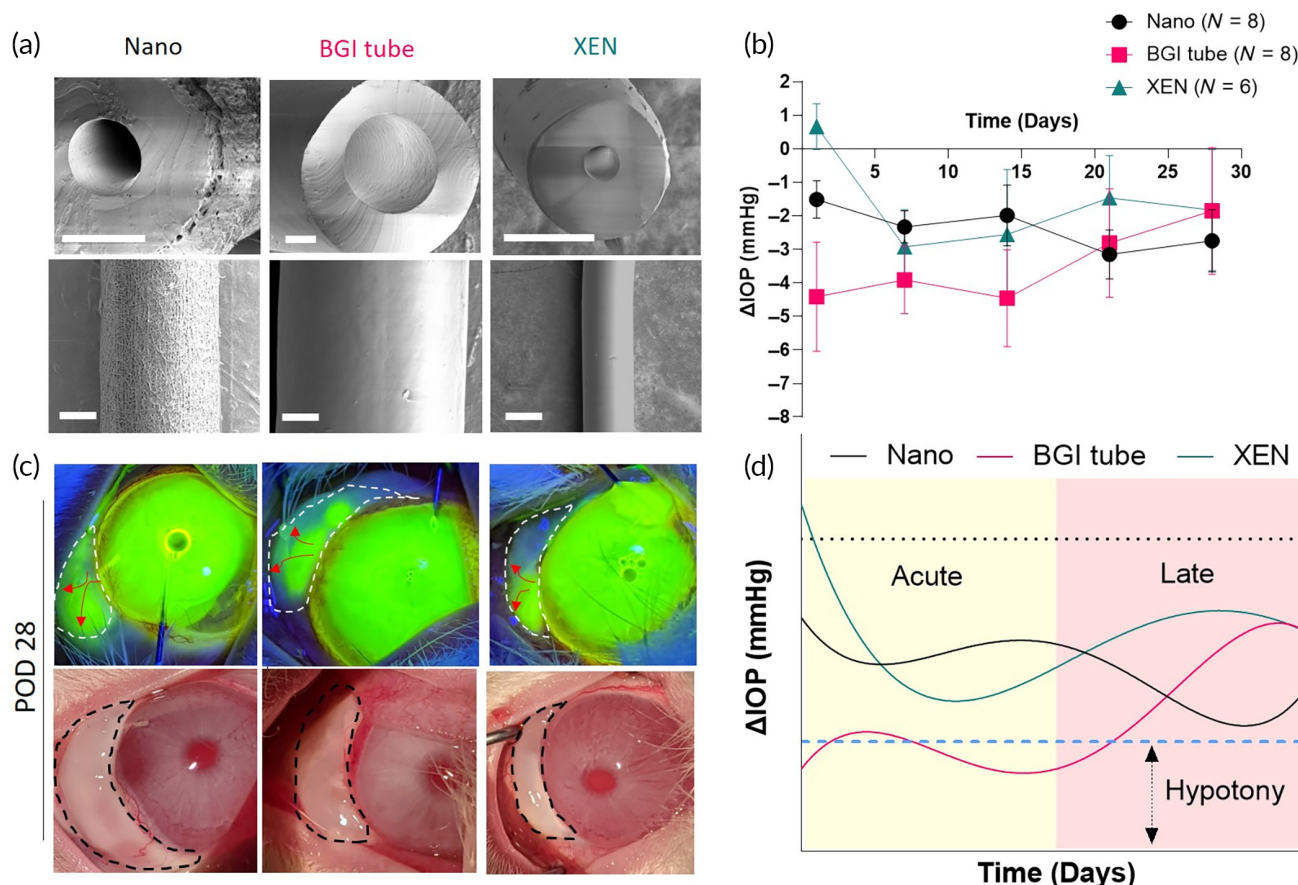 (a)
Nano
BGI tube
XEN
(b)
Nano (N = 8)
BGI tube (N = 8)
XEN (N = 6)
Time (Days)
ΔIOP (mmHg)
2
1
0
–1
–2
–3
–4
–5
–6
–7
–8
5
10
15
20
25
30
(c)
POD 28
(d)
Nano
BGI tube
XEN
Acute
Late
Hypotony
ΔIOP (mmHg)
Time (Days)